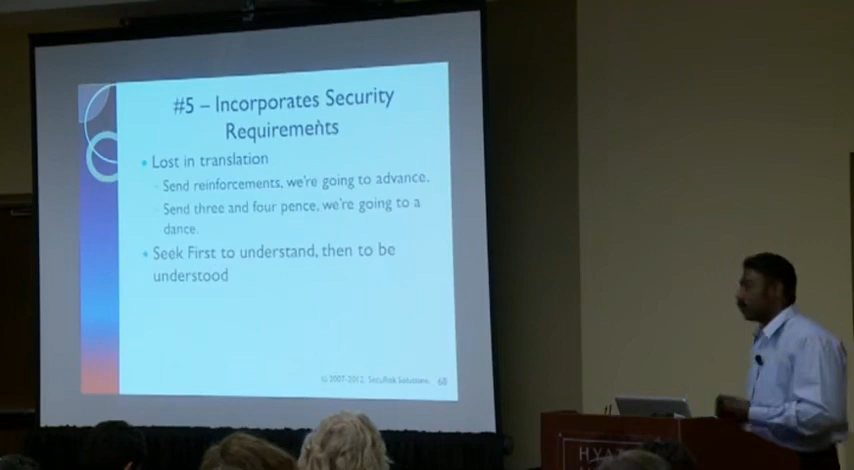 #5 – Incorporates Security
Requirements
Lost in translation
Send reinforcements, we're going to advance.
Send three and four pence, we're going to a
dance.
Seek First to understand, then to be
understood
© 2007-2012, SecuRisk Solutions. 68
HYA